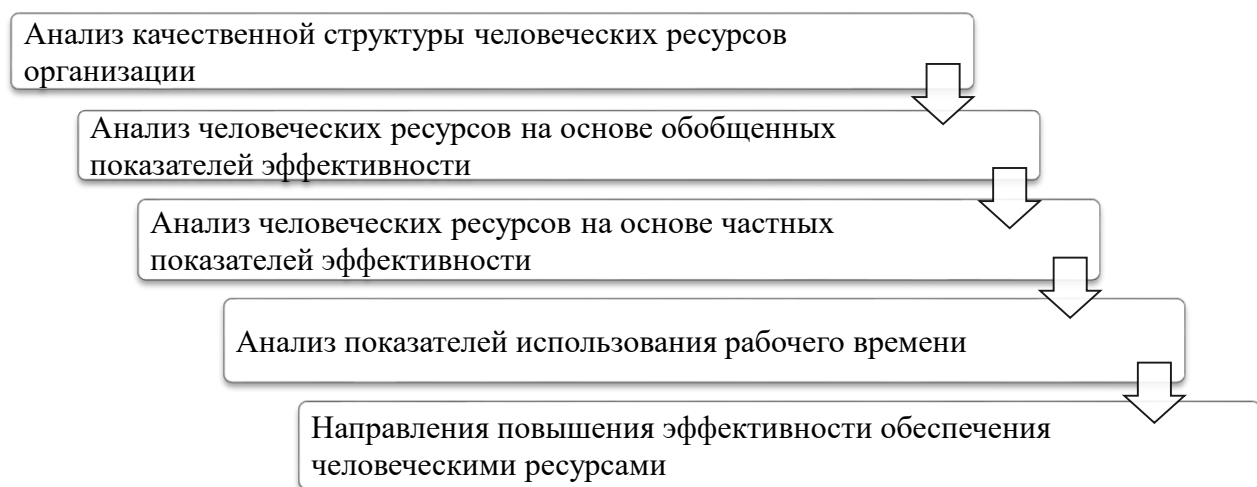 Анализ качественной структуры человеческих ресурсов
организации
Анализ человеческих ресурсов на основе обобщенных
показателей эффективности
Анализ человеческих ресурсов на основе частных
показателей эффективности
Анализ показателей использования рабочего времени
Направления повышения эффективности обеспечения
человеческими ресурсами